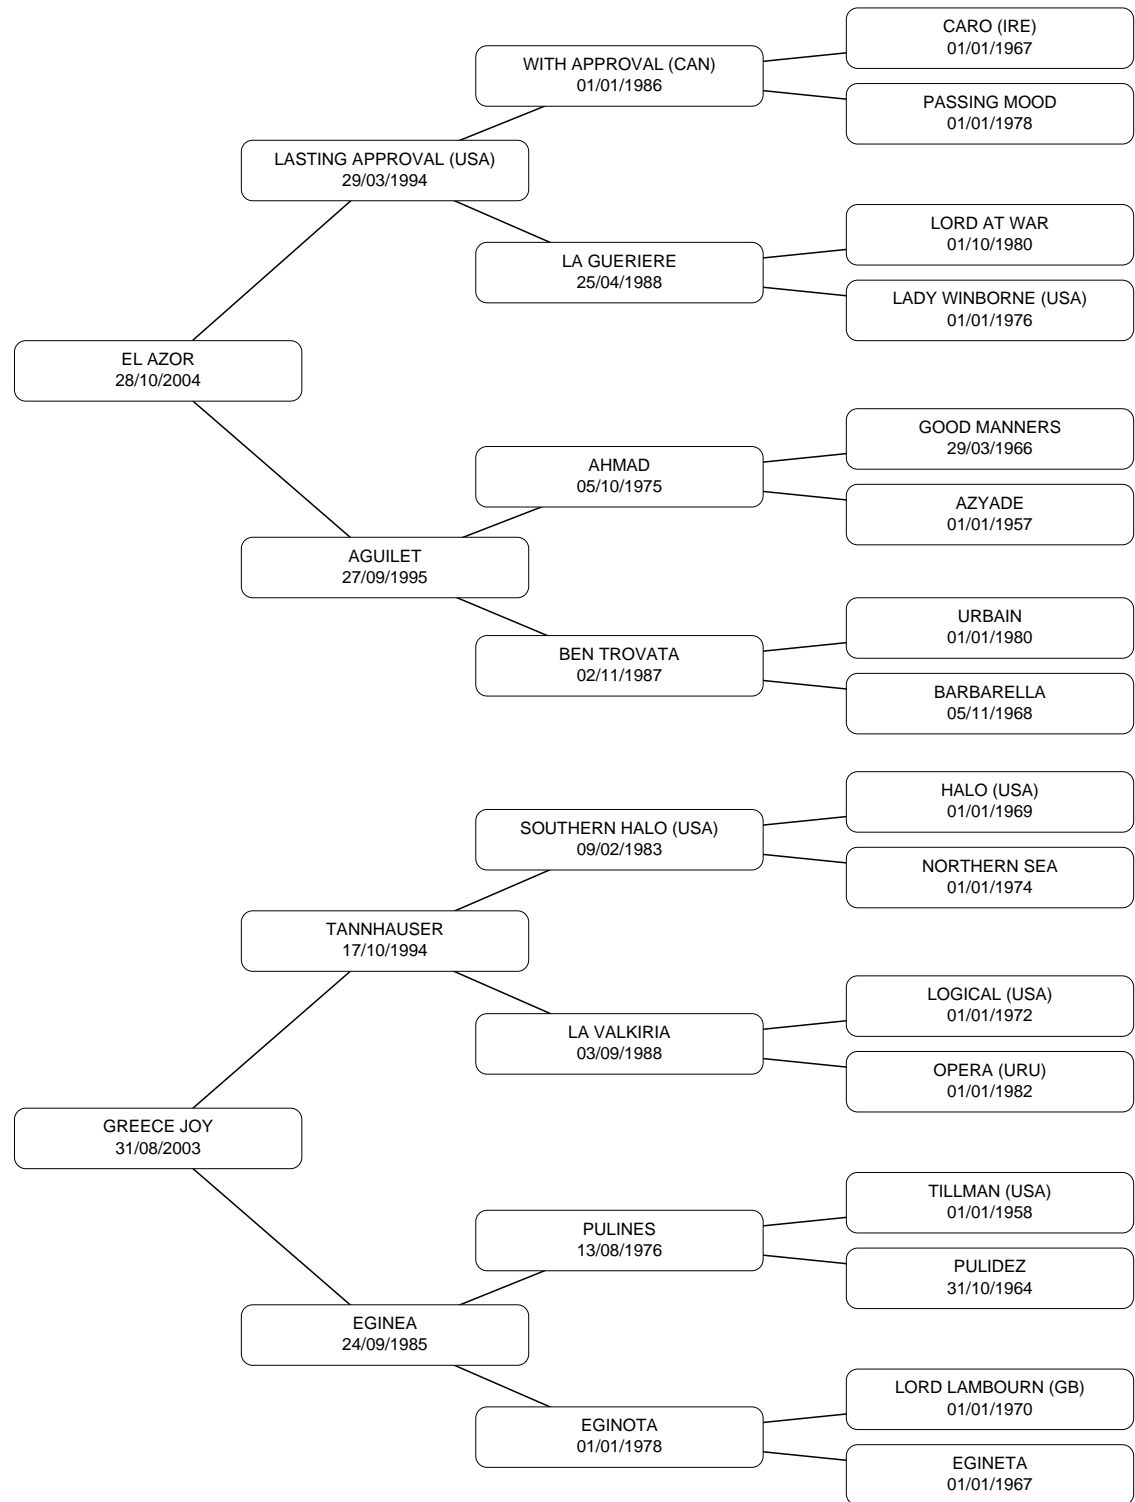 CARO (IRE)
01/01/1967
WITH APPROVAL (CAN)
01/01/1986
PASSING MOOD
01/01/1978
LASTING APPROVAL (USA)
29/03/1994
LORD AT WAR
01/10/1980
LA GUERIERE
25/04/1988
LADY WINBORNE (USA)
01/01/1976
EL AZOR
28/10/2004
GOOD MANNERS
29/03/1966
AHMAD
05/10/1975
AZYADE
01/01/1957
AGUILET
27/09/1995
URBAIN
01/01/1980
BEN TROVATA
02/11/1987
BARBARELLA
05/11/1968
HALO (USA)
01/01/1969
SOUTHERN HALO (USA)
09/02/1983
NORTHERN SEA
01/01/1974
TANNHAUSER
17/10/1994
LOGICAL (USA)
01/01/1972
LA VALKIRIA
03/09/1988
OPERA (URU)
01/01/1982
GREECE JOY
31/08/2003
TILLMAN (USA)
01/01/1958
PULINES
13/08/1976
PULIDEZ
31/10/1964
EGINEA
24/09/1985
LORD LAMBOURN (GB)
01/01/1970
EGINOTA
01/01/1978
EGINETA
01/01/1967